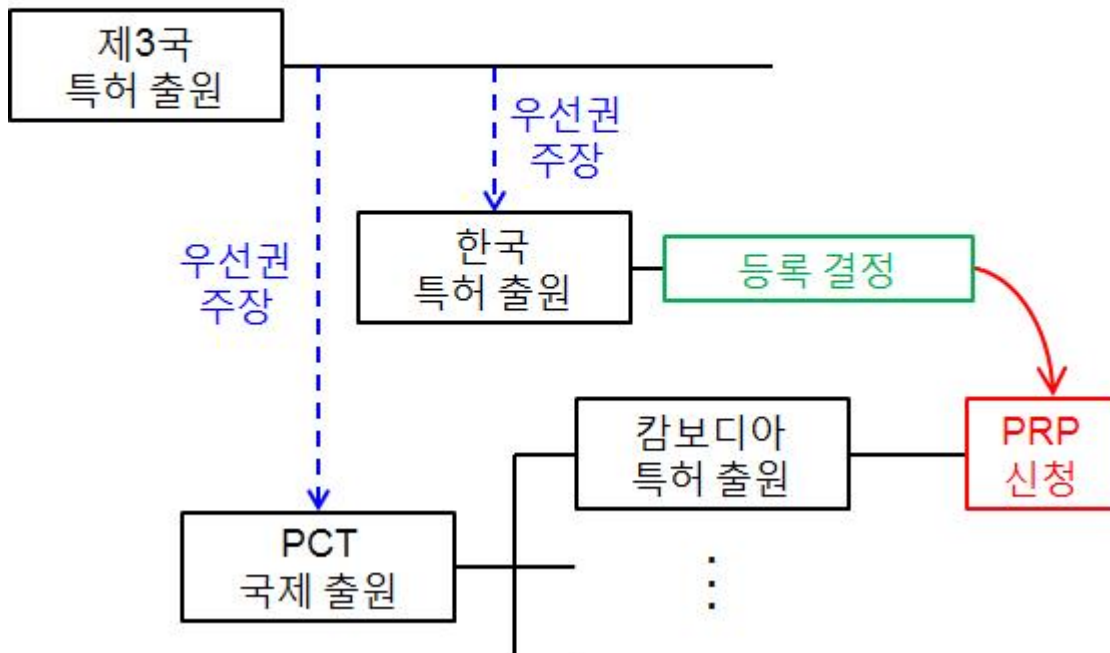 제3국
특허 출원
우선권
주장
한국
특허 출원
등록 결정
우선권
주장
캄보디아
특허 출원
PRP
신청
PCT
국제 출원